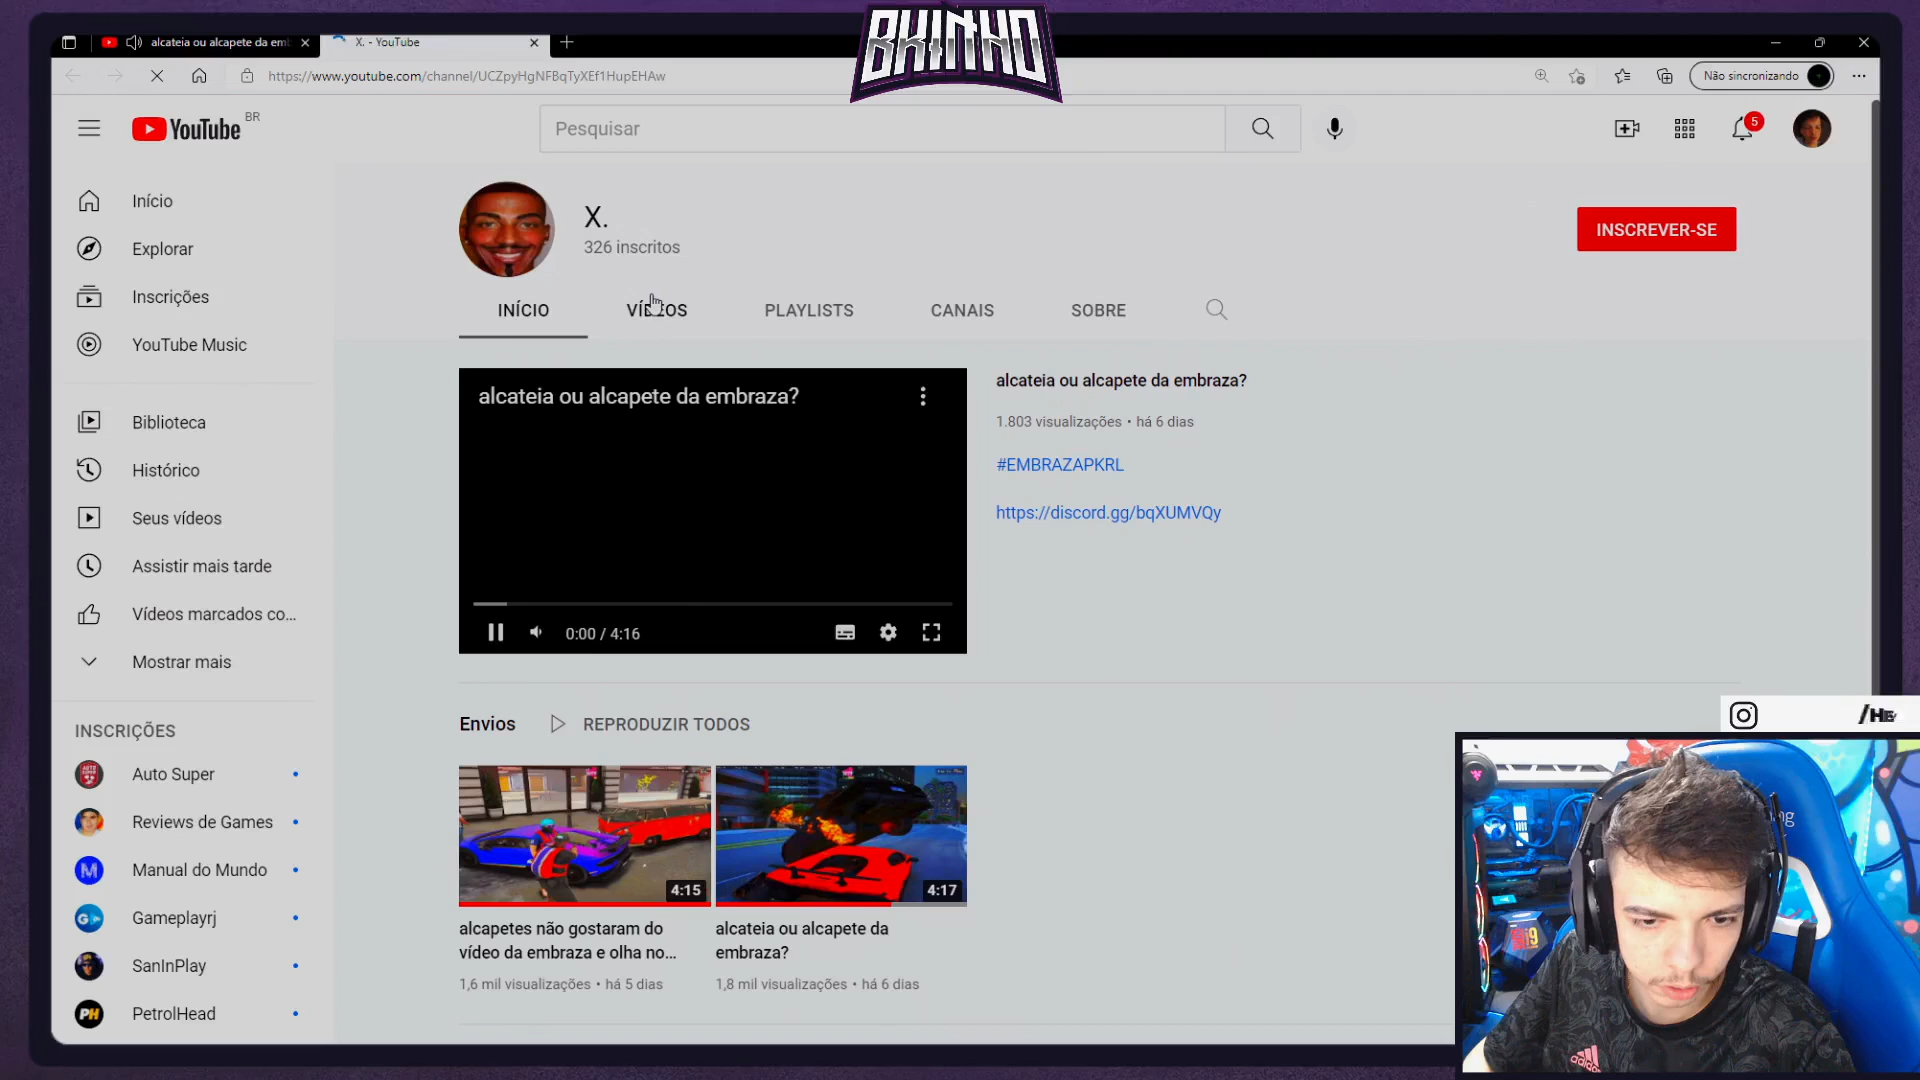 BKINHO
alcateia ou alcapete da em
X. - YouTube
https://www.youtube.com/channel/UCZpyHgNFBqTyXEf1HupEHAw
Não sincronizando
YouTube BR
Pesquisar
5
X.
326 inscritos
INSCREVER-SE
INÍCIO
VÍDEOS
PLAYLISTS
CANAIS
SOBRE
Início
Explorar
Inscrições
YouTube Music
Biblioteca
Histórico
Seus vídeos
Assistir mais tarde
Vídeos marcados co...
Mostrar mais
INSCRIÇÕES
Auto Super
Reviews de Games
Manual do Mundo
Gameplayrj
SanInPlay
PetrolHead
alcateia ou alcapete da embraza?
0:00 / 4:16
alcateia ou alcapete da embraza?
1.803 visualizações • há 6 dias
#EMBRAZAPKRL
https://discord.gg/bqXUMVQy
Envios
REPRODUZIR TODOS
4:15
4:17
alcapetes não gostaram do
vídeo da embraza e olha no...
1,6 mil visualizações • há 5 dias
alcateia ou alcapete da
embraza?
1,8 mil visualizações • há 6 dias
adidas